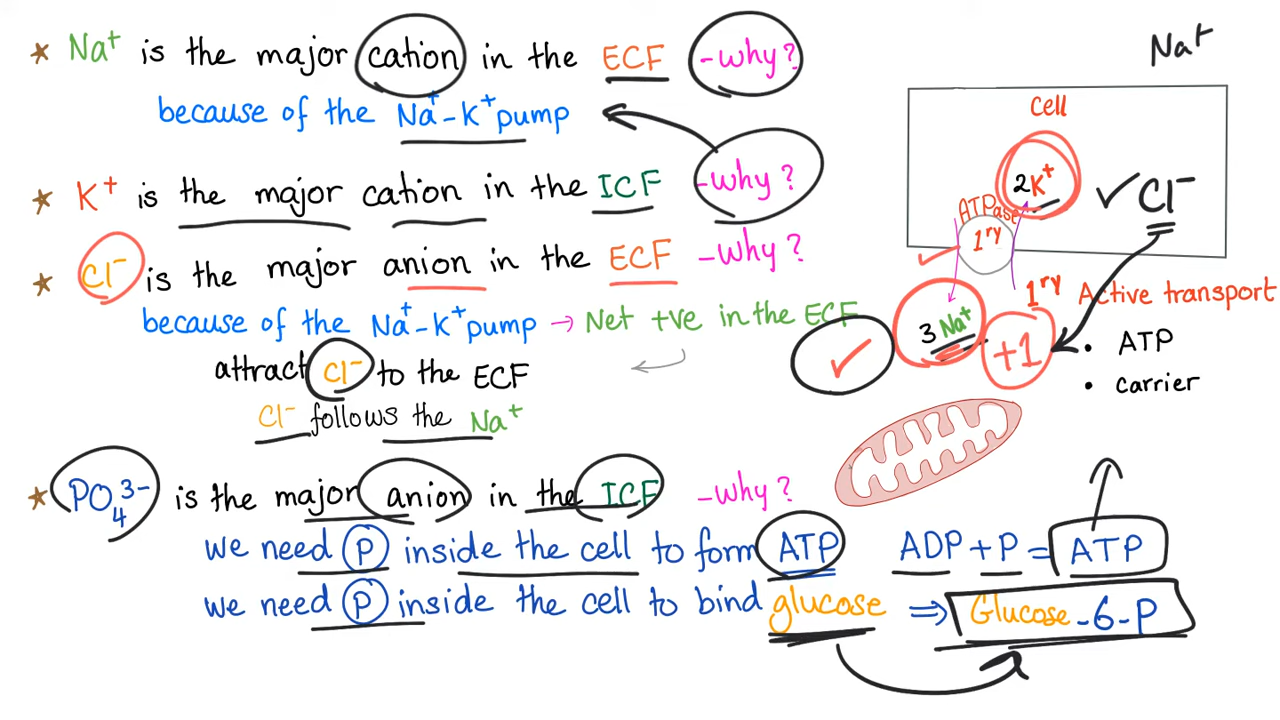 * Na⁺ is the major cation in the ECF - why?
because of the Na⁺-K⁺ pump
* K⁺ is the major cation in the ICF - why?
* Cl⁻ is the major anion in the ECF - why?
because of the Na⁺-K⁺ pump → Net +ve in the ECF
attract Cl⁻ to the ECF
Cl⁻ follows the Na⁺
* PO₄³⁻ is the major anion in the ICF - why?
we need P inside the cell to form ATP
ADP + P = ATP
we need P inside the cell to bind glucose ⇒ Glucose-6-P
Na⁺
Cell
2K⁺
✓Cl⁻
ATPase
1ry
3 Na⁺
+1
1ry Active transport
• ATP
• carrier